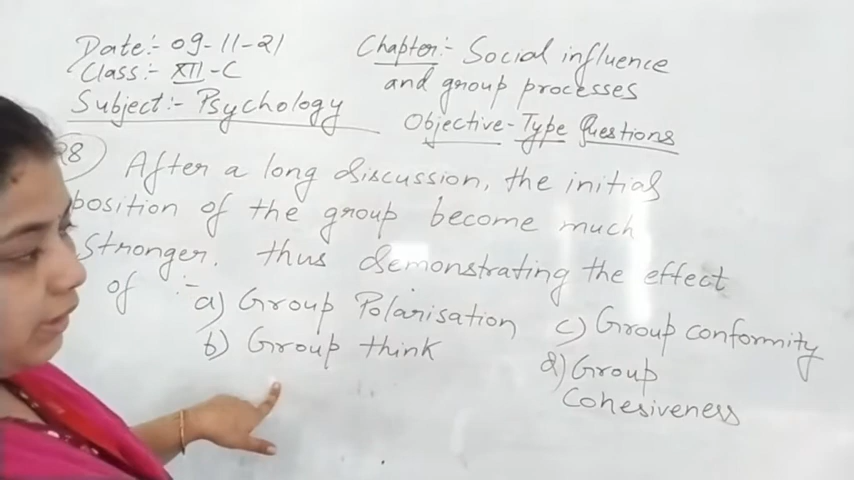 Date:- 09-11-21
Class:- XII-C
Subject:- Psychology
Chapter:- Social influence
and group processes
Objective-Type Questions
28 After a long discussion, the initial
position of the group become much
stronger. thus demonstrating the effect
of :-
a) Group Polarisation
b) Group think
c) Group conformity
d) Group
Cohesiveness